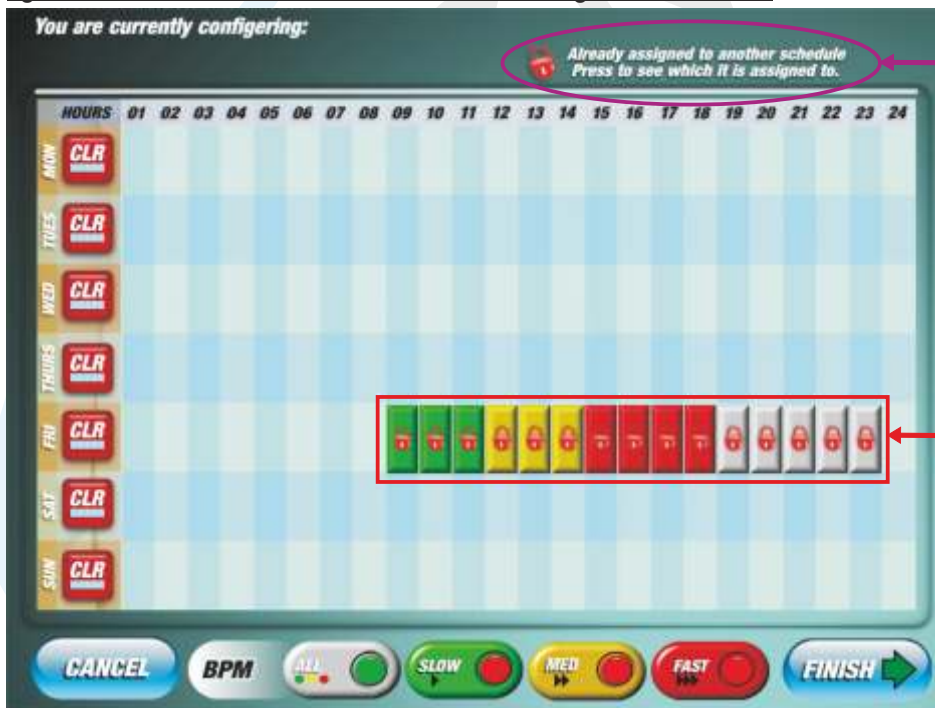 You are currently configering:
Already assigned to another schedule
Press to see which it is assigned to.
HOURS 01 02 03 04 05 06 07 08 09 10 11 12 13 14 15 16 17 18 19 20 21 22 23 24
MON CLR
TUES CLR
WED CLR
THURS CLR
FRI CLR
SAT CLR
SUN CLR
CANCEL BPM ALL SLOW MED FAST FINISH